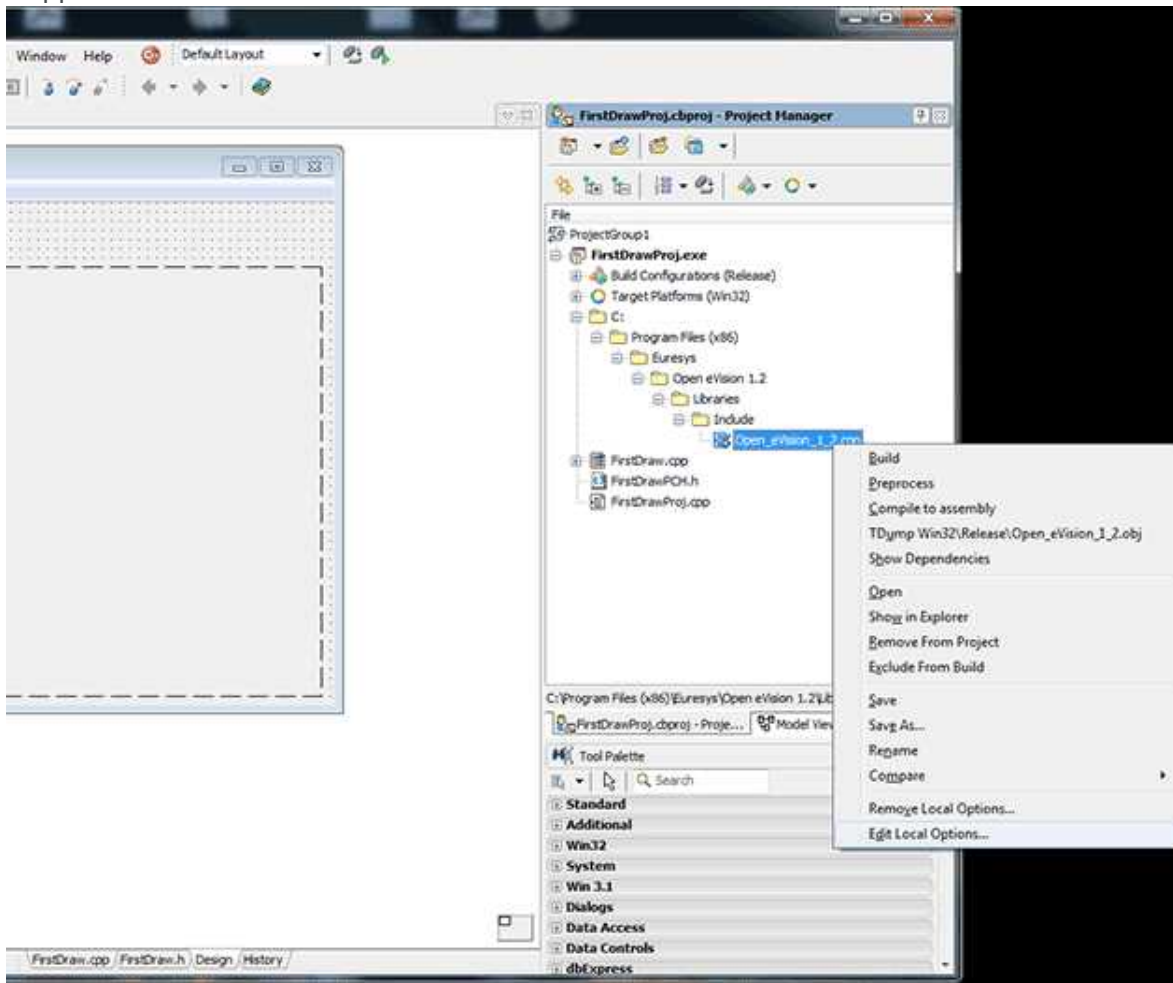 Window Help Default Layout
FirstDrawProj.cbproj - Project Manager
File
ProjectGroup1
FirstDrawProj.exe
Build Configurations (Release)
Target Platforms (Win32)
C:
Program Files (x86)
Euresys
Open eVision 1.2
Libraries
Include
Open_eVision_1_2.cpp
FirstDraw.cpp
FirstDrawPCH.h
FirstDrawProj.cpp
Build
Preprocess
Compile to assembly
TDump Win32\Release\Open_eVision_1_2.obj
Show Dependencies
Open
Show in Explorer
Remove From Project
Exclude From Build
Save
Save As...
Rename
Compare
Remove Local Options...
Edit Local Options...
C:\Program Files (x86)\Euresys\Open eVision 1.2\Lib
FirstDrawProj.cbproj - Proje... Model View
Tool Palette
Search
Standard
Additional
Win32
System
Win 3.1
Dialogs
Data Access
Data Controls
dbExpress
FirstDraw.cpp FirstDraw.h Design History